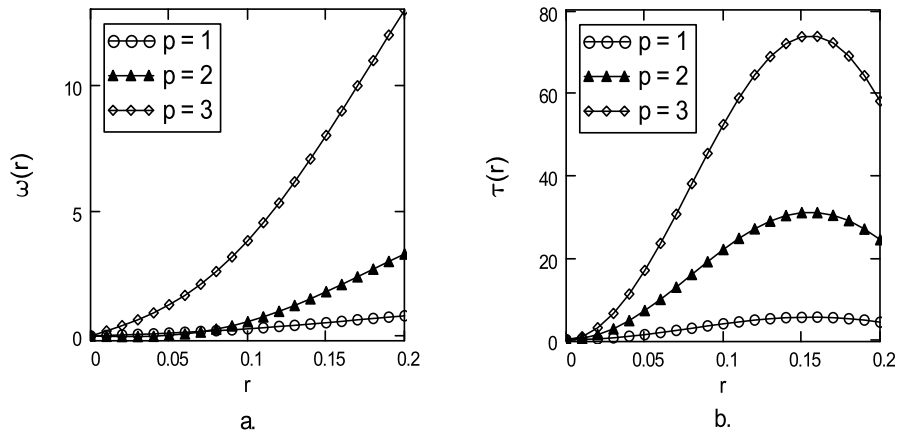 p = 1
p = 2
p = 3
10
5
0
ω(r)
0 0.05 0.1 0.15 0.2
r
a.
80
60
40
20
0
τ(r)
p = 1
p = 2
p = 3
0 0.05 0.1 0.15 0.2
r
b.